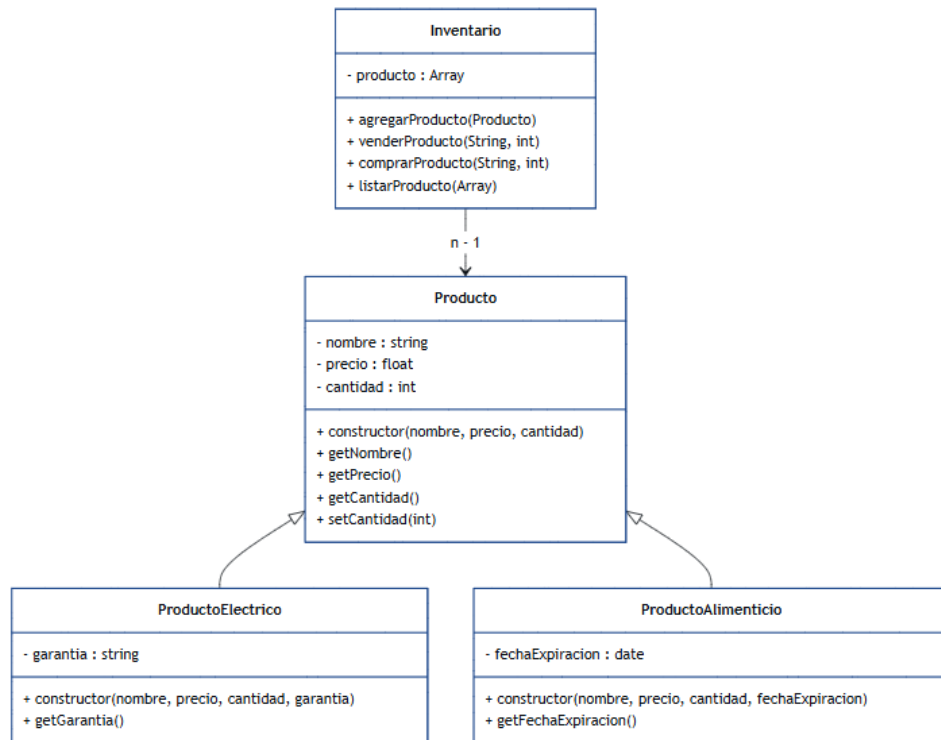 Inventario
- producto : Array
+ agregarProducto(Producto)
+ venderProducto(String, int)
+ comprarProducto(String, int)
+ listarProducto(Array)
n - 1
Producto
- nombre : string
- precio : float
- cantidad : int
+ constructor(nombre, precio, cantidad)
+ getNombre()
+ getPrecio()
+ getCantidad()
+ setCantidad(int)
ProductoElectrico
- garantia : string
+ constructor(nombre, precio, cantidad, garantia)
+ getGarantia()
ProductoAlimenticio
- fechaExpiracion : date
+ constructor(nombre, precio, cantidad, fechaExpiracion)
+ getFechaExpiracion()